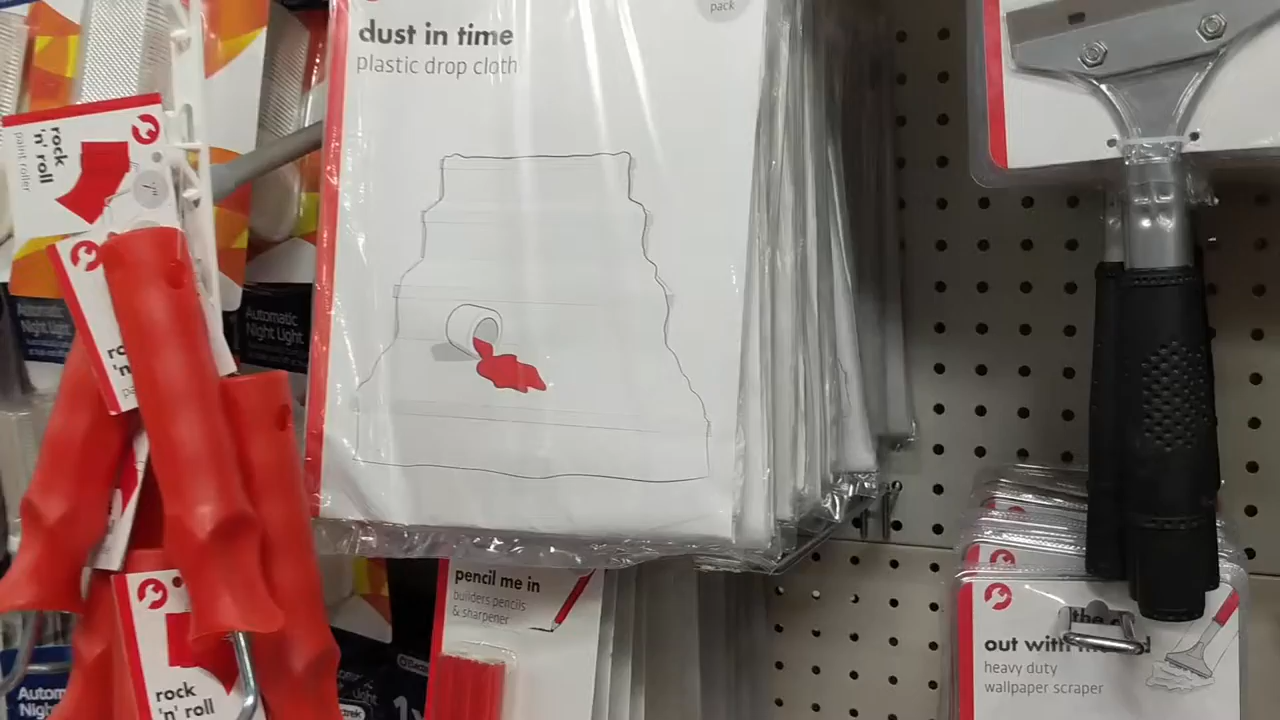 pack
dust in time
plastic drop cloth
rock
'n' roll
paint roller
Automatic
Night Light
pencil me in
builders pencils
& sharpener
out with the
heavy duty
wallpaper scraper
rock
'n' roll